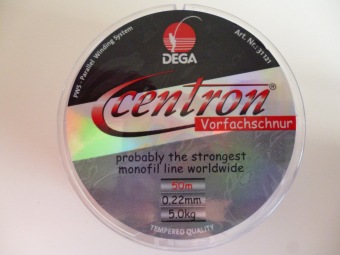 PWS - Parallel Winding System
Art. Nr.: 31121
DEGA
centron®
Vorfachschnur
probably the strongest
monofil line worldwide
50m
0.22mm
5.0kg
TEMPERED QUALITY